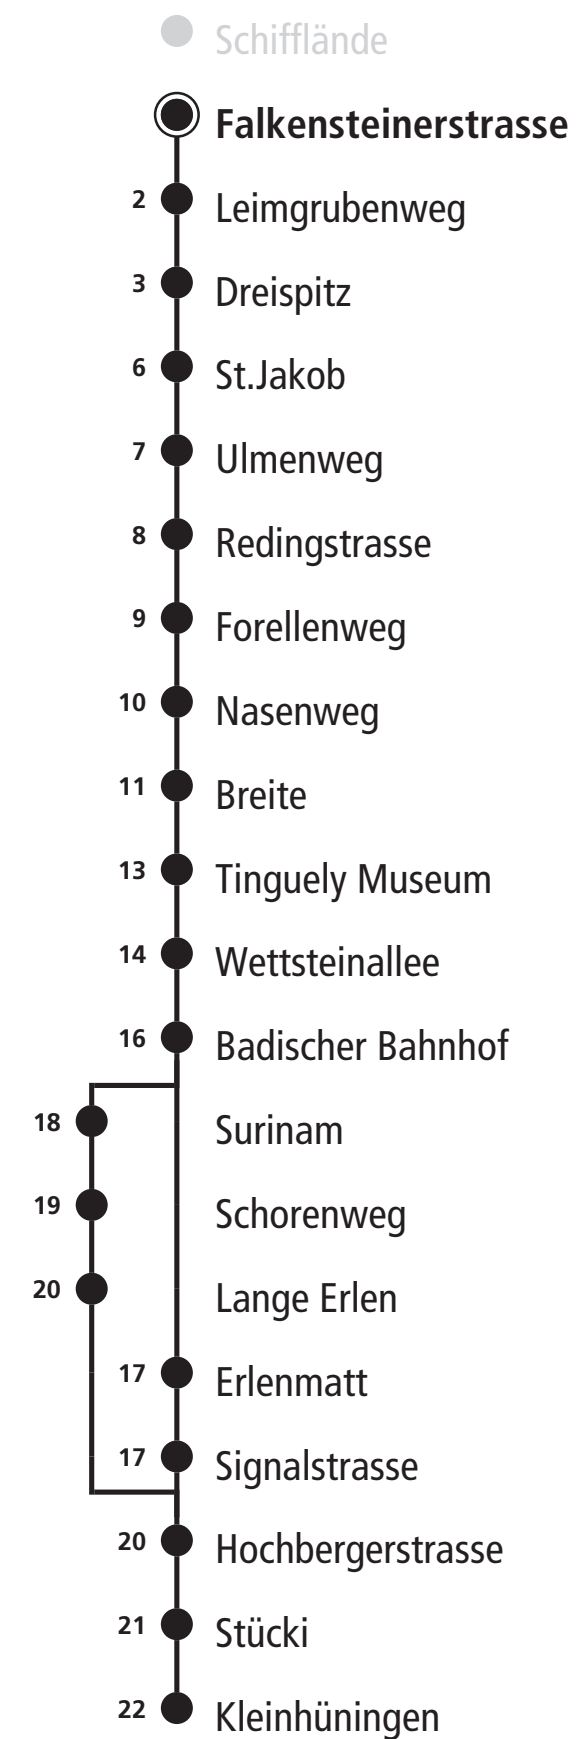 Schifflände
Falkensteinerstrasse
2 Leimgrubenweg
3 Dreispitz
6 St.Jakob
7 Ulmenweg
8 Redingstrasse
9 Forellenweg
10 Nasenweg
11 Breite
13 Tinguely Museum
14 Wettsteinallee
16 Badischer Bahnhof
18 Surinam
19 Schorenweg
20 Lange Erlen
17 Erlenmatt
17 Signalstrasse
20 Hochbergerstrasse
21 Stücki
22 Kleinhüningen